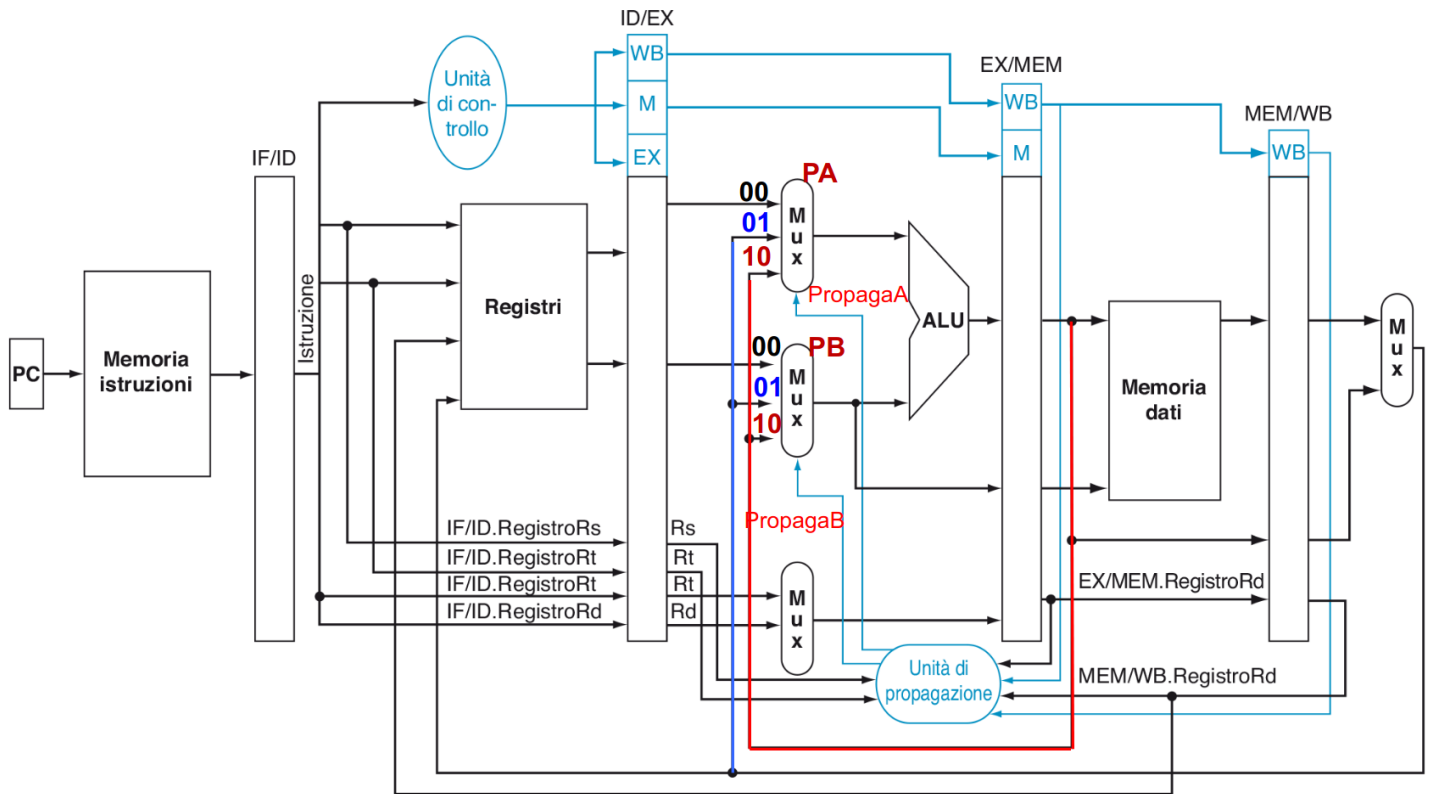 ID/EX
WB
M
EX
Unità
di con-
trollo
EX/MEM
WB
M
MEM/WB
WB
IF/ID
PC
Memoria
istruzioni
Istruzione
Registri
00
01
10
PA
M
u
x
PropagaA
00
01
10
PB
M
u
x
PropagaB
ALU
Memoria
dati
M
u
x
IF/ID.RegistroRs
IF/ID.RegistroRt
IF/ID.RegistroRt
IF/ID.RegistroRd
Rs
Rt
Rt
Rd
M
u
x
EX/MEM.RegistroRd
Unità di
propagazione
MEM/WB.RegistroRd